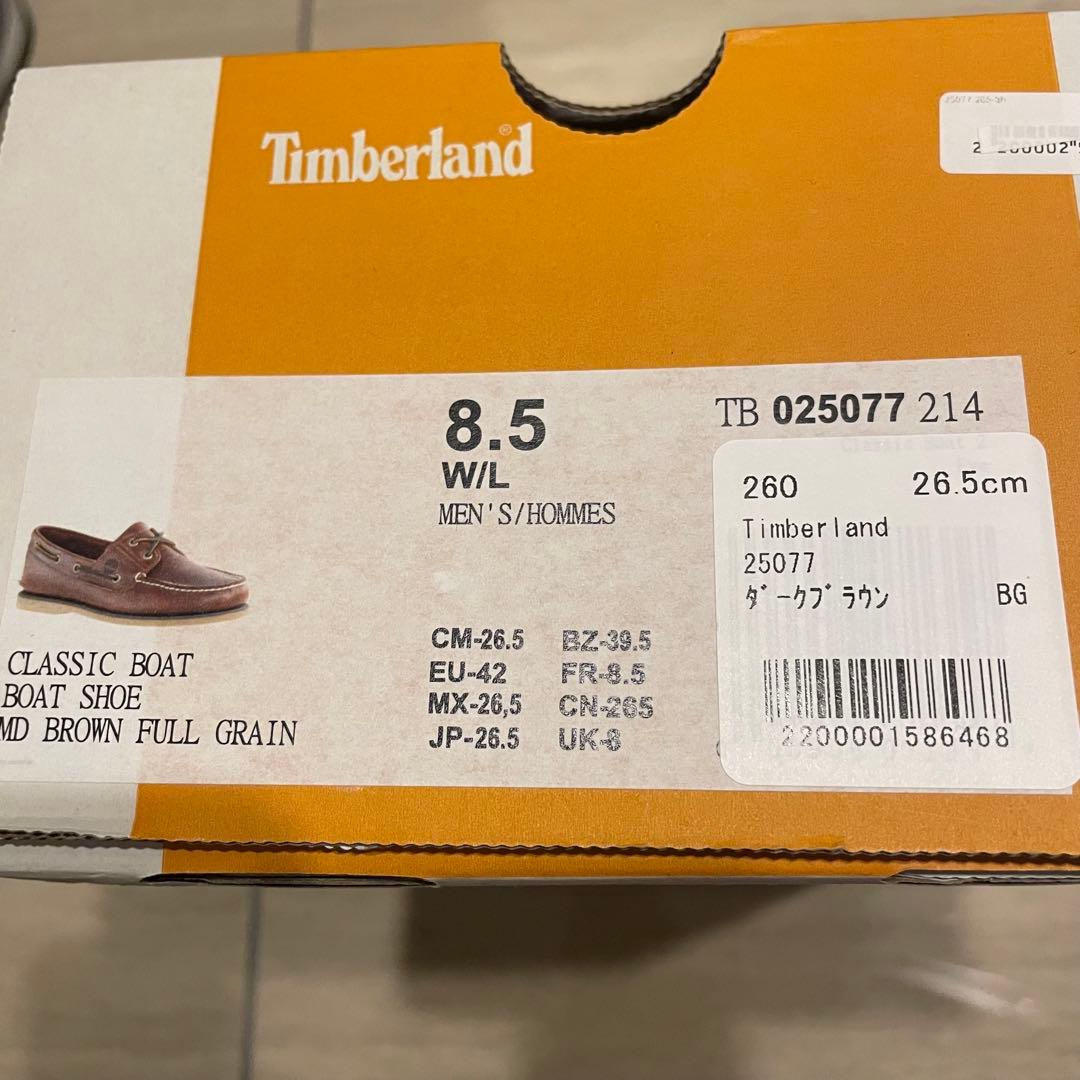 Timberland®
8.5
W/L
MEN'S/HOMMES
TB 025077 214
260 26.5cm
Timberland
25077
ﾀﾞｰｸﾌﾞﾗｳﾝ BG
2200001586468
CLASSIC BOAT
BOAT SHOE
MD BROWN FULL GRAIN
CM-26.5 BZ-39.5
EU-42 FR-8.5
MX-26,5 CN-265
JP-26.5 UK-8